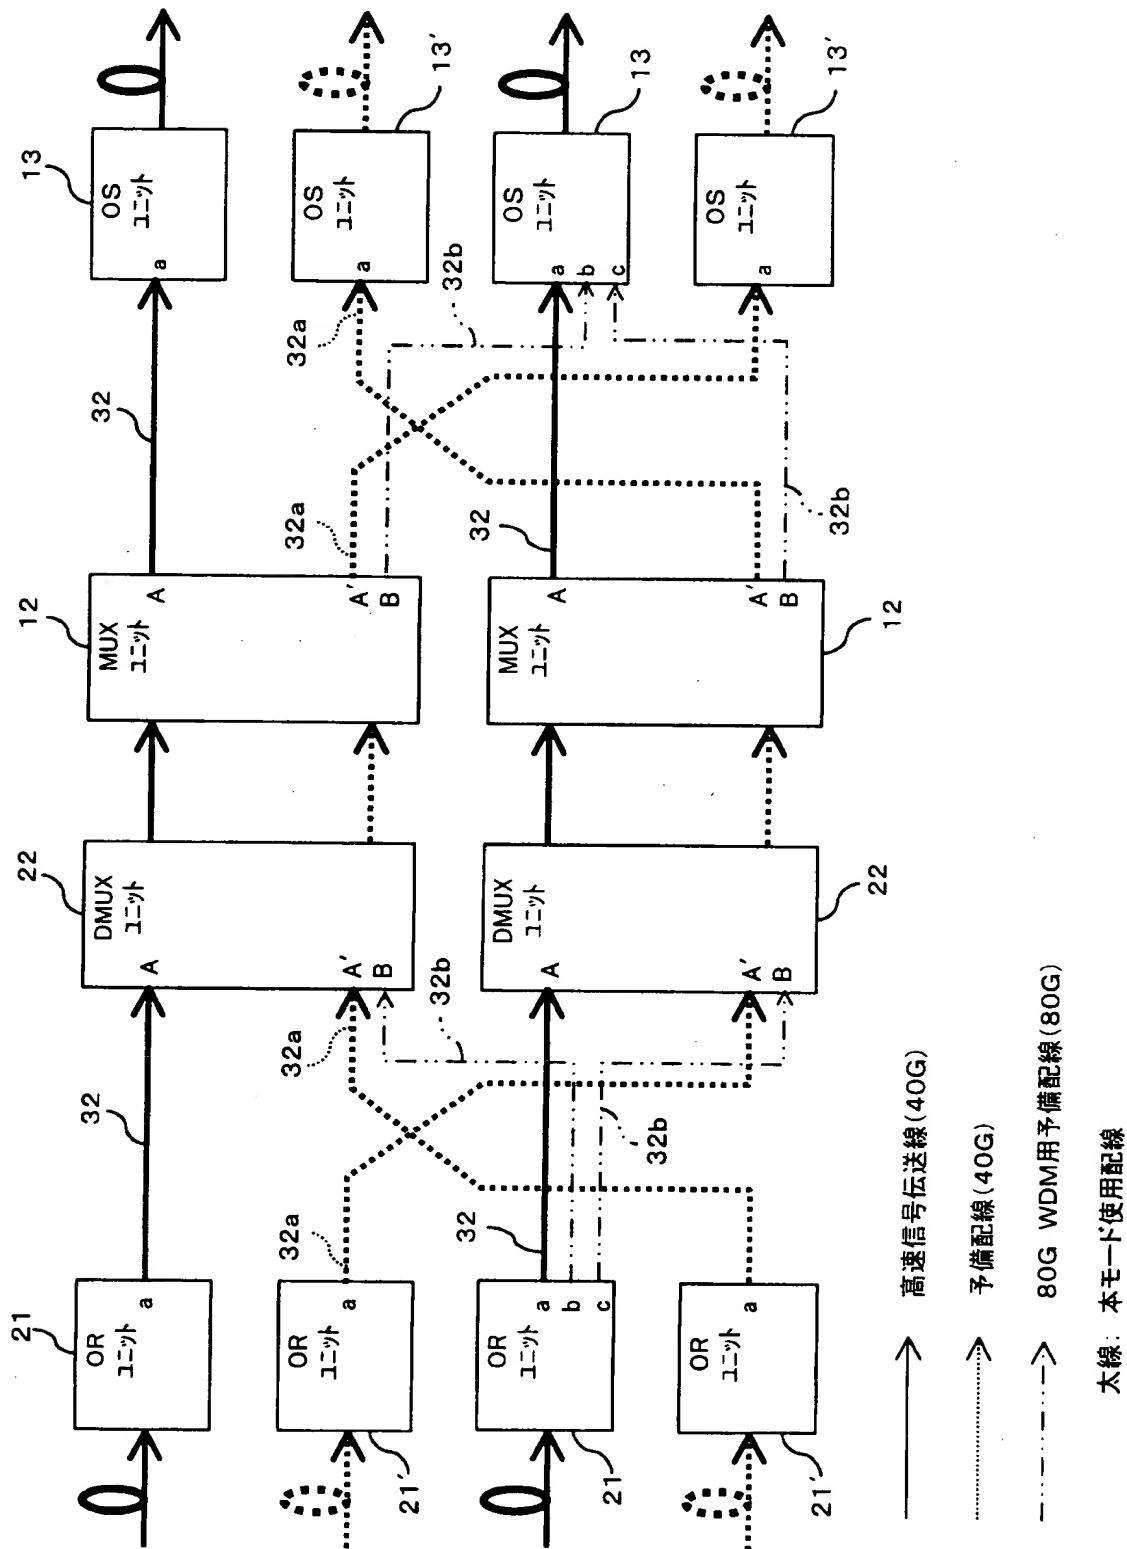 21
OR
ユニット
a
32
22
DMUX
ユニット
A
A′
B
12
MUX
ユニット
A
A′
B
32
13
OS
ユニット
a
OR
ユニット
a
21′
32a
32a
32b
32a
32a
32b
OS
ユニット
a
13′
OR
ユニット
a
b
c
21
32
32b
DMUX
ユニット
A
A′
B
22
MUX
ユニット
A
A′
B
12
32
32b
OS
ユニット
a
b
c
13
OR
ユニット
a
21′
OS
ユニット
a
13′
高速信号伝送線(40G)
予備配線(40G)
80G WDM用予備配線(80G)
太線: 本モード使用配線